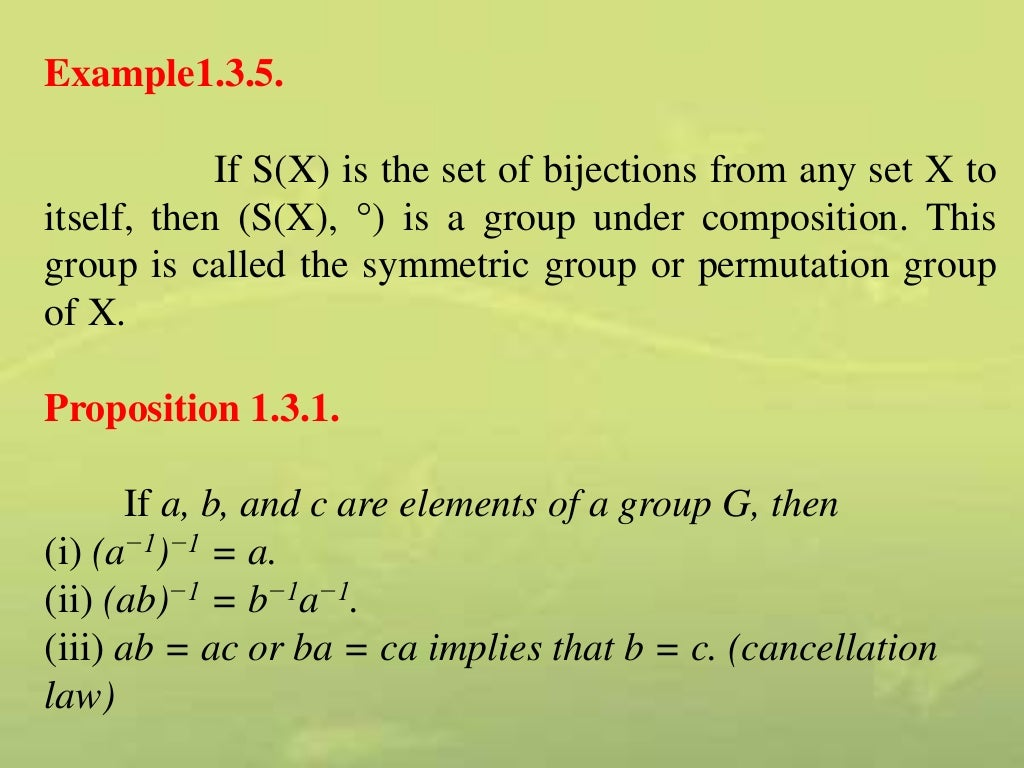 Example1.3.5.
If S(X) is the set of bijections from any set X to
itself, then (S(X), °) is a group under composition. This
group is called the symmetric group or permutation group
of X.
Proposition 1.3.1.
If a, b, and c are elements of a group G, then
(i) (a⁻¹)⁻¹ = a.
(ii) (ab)⁻¹ = b⁻¹a⁻¹.
(iii) ab = ac or ba = ca implies that b = c. (cancellation
law)